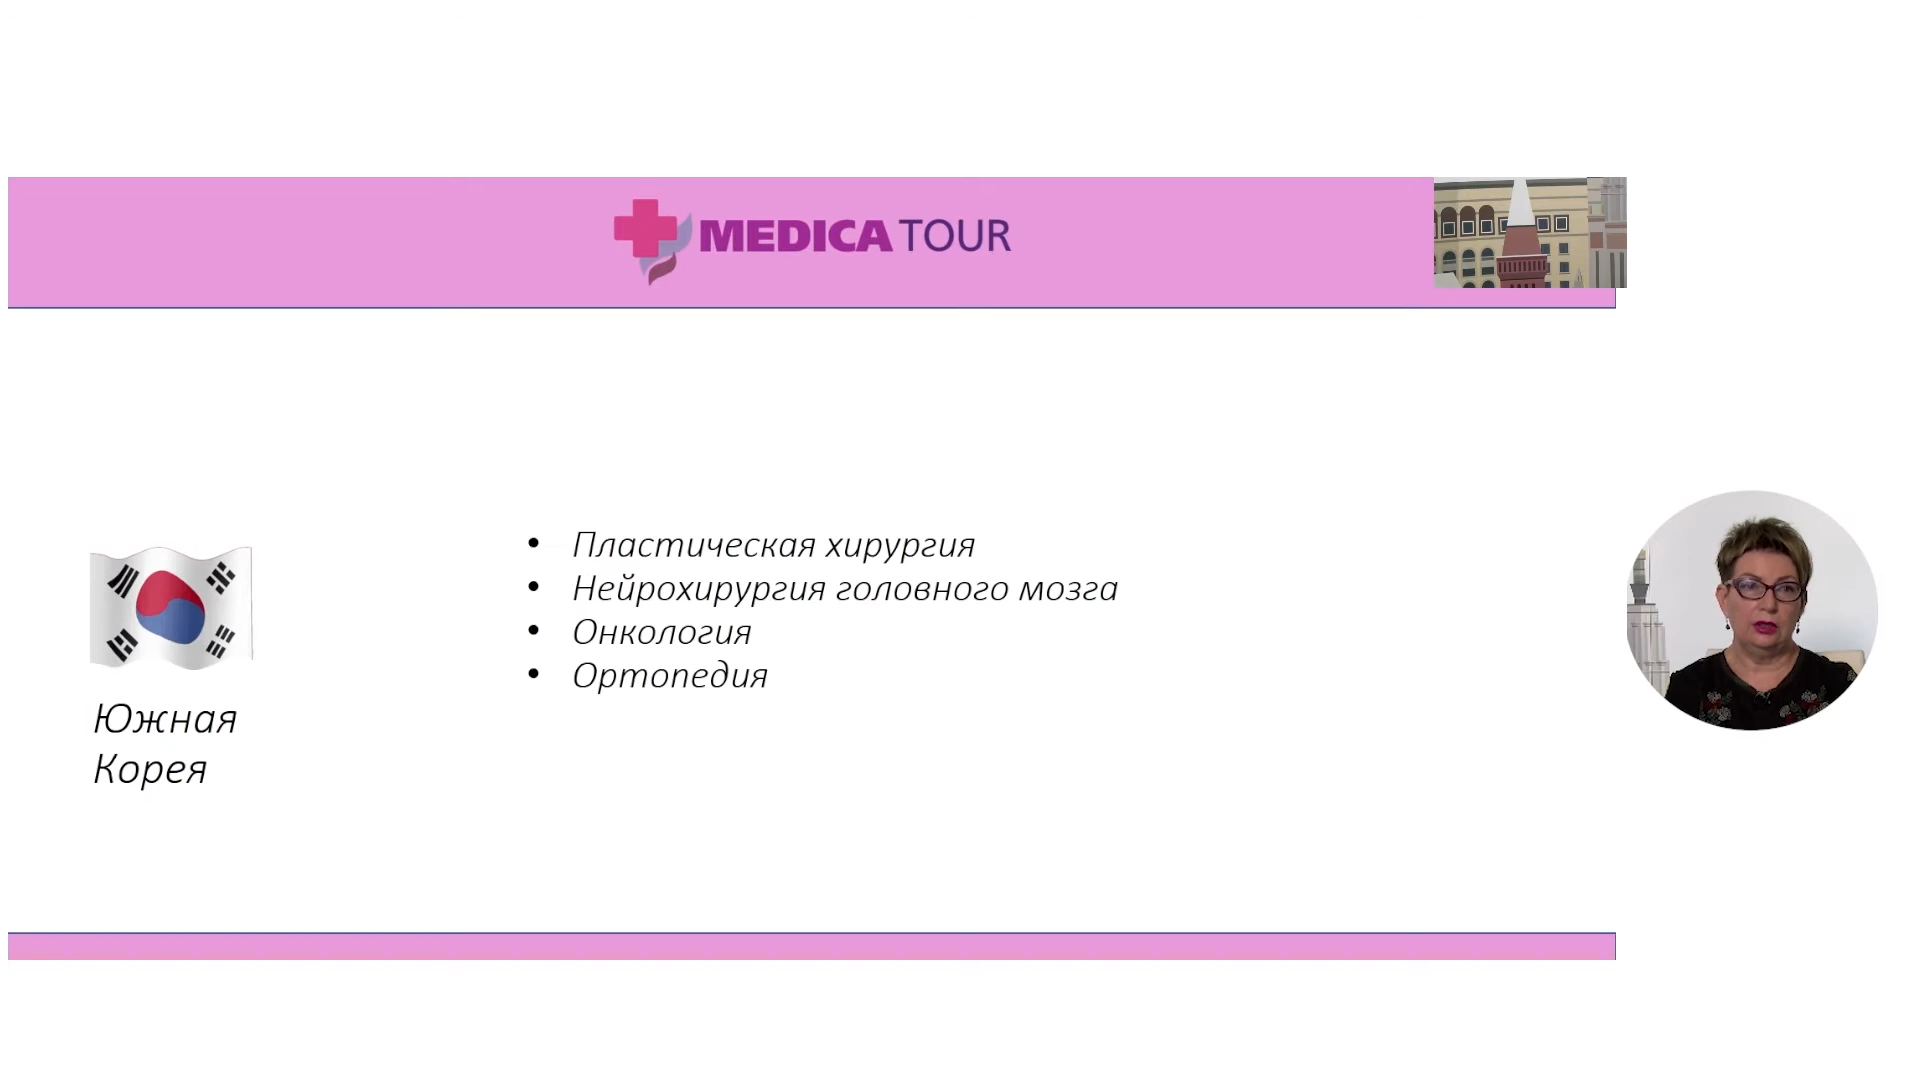 MEDICA TOUR
• Пластическая хирургия
• Нейрохирургия головного мозга
• Онкология
• Ортопедия
Южная
Корея